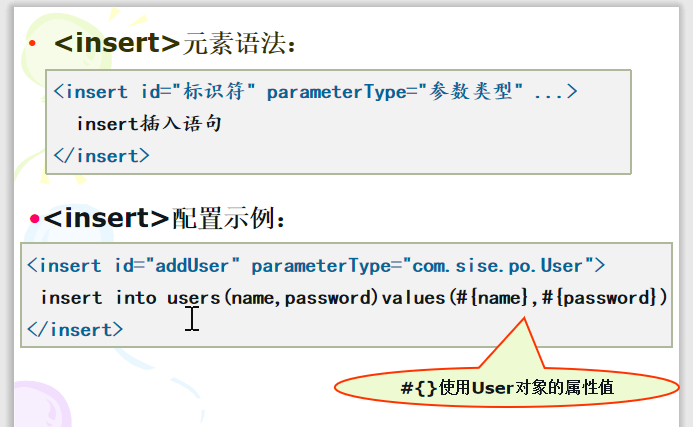 • <insert>元素语法：
<insert id="标识符" parameterType="参数类型" ...>
insert插入语句
</insert>
•<insert>配置示例：
<insert id="addUser" parameterType="com.sise.po.User">
insert into users(name,password)values(#{name},#{password})
</insert>
#{}使用User对象的属性值